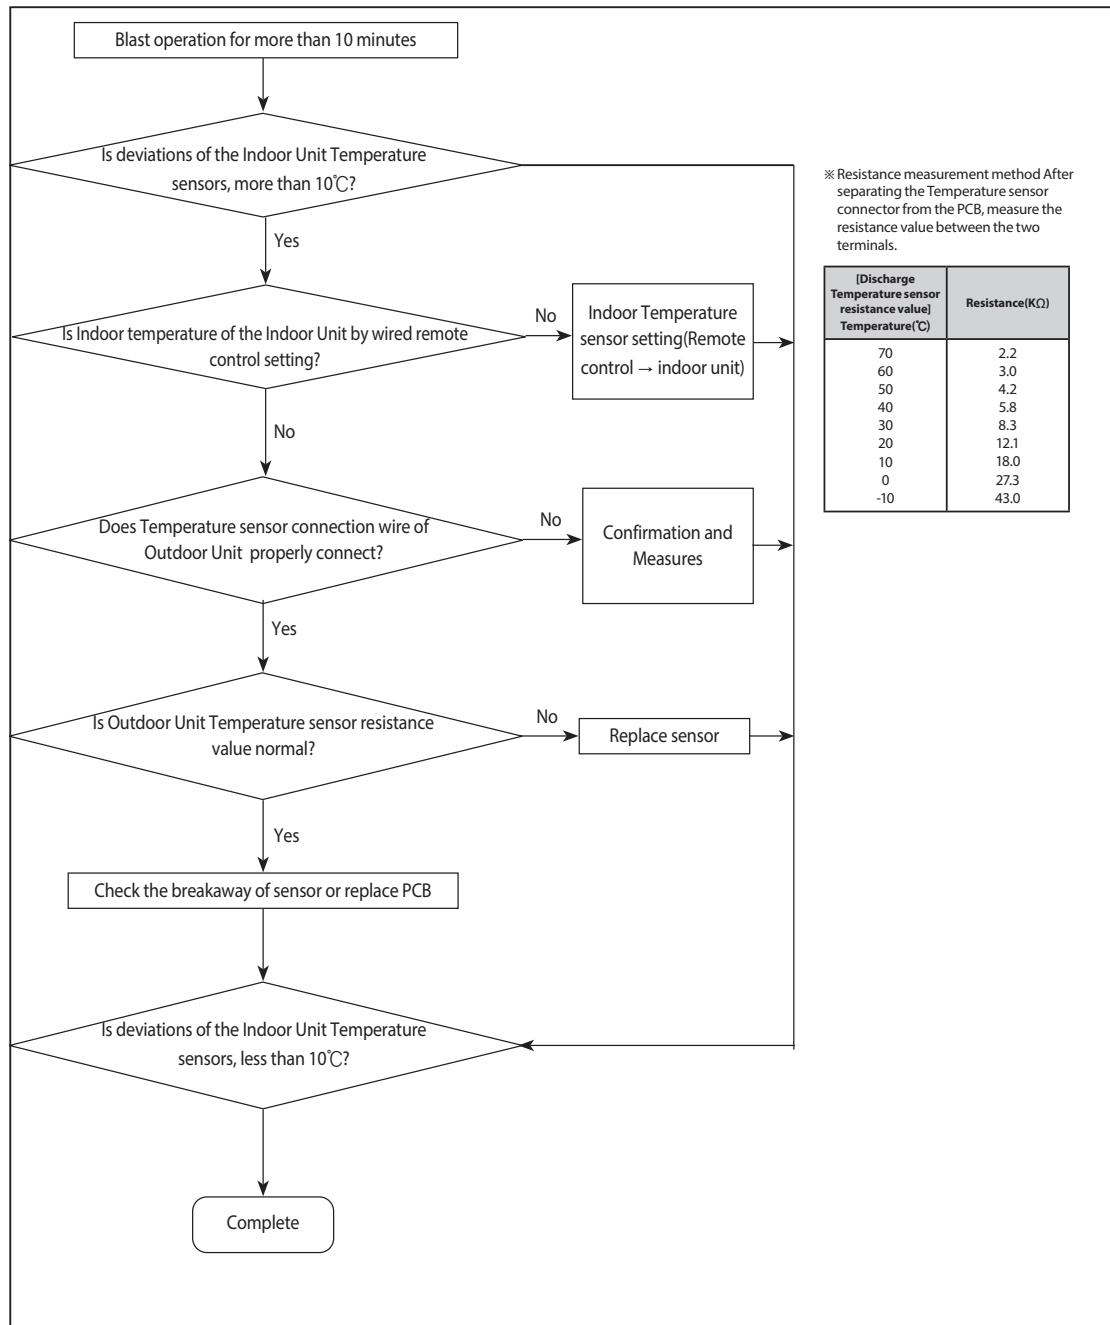 Blast operation for more than 10 minutes
Is deviations of the Indoor Unit Temperature
sensors, more than 10℃?
Yes
Is Indoor temperature of the Indoor Unit by wired remote
control setting?
No
Indoor Temperature
sensor setting(Remote
control → indoor unit)
No
Does Temperature sensor connection wire of
Outdoor Unit properly connect?
No
Confirmation and
Measures
Yes
Is Outdoor Unit Temperature sensor resistance
value normal?
No
Replace sensor
Yes
Check the breakaway of sensor or replace PCB
Is deviations of the Indoor Unit Temperature
sensors, less than 10℃?
Complete
※ Resistance measurement method After
separating the Temperature sensor
connector from the PCB, measure the
resistance value between the two
terminals.
[Discharge
Temperature sensor
resistance value]
Temperature(℃)
Resistance(KΩ)
70 2.2
60 3.0
50 4.2
40 5.8
30 8.3
20 12.1
10 18.0
0 27.3
-10 43.0